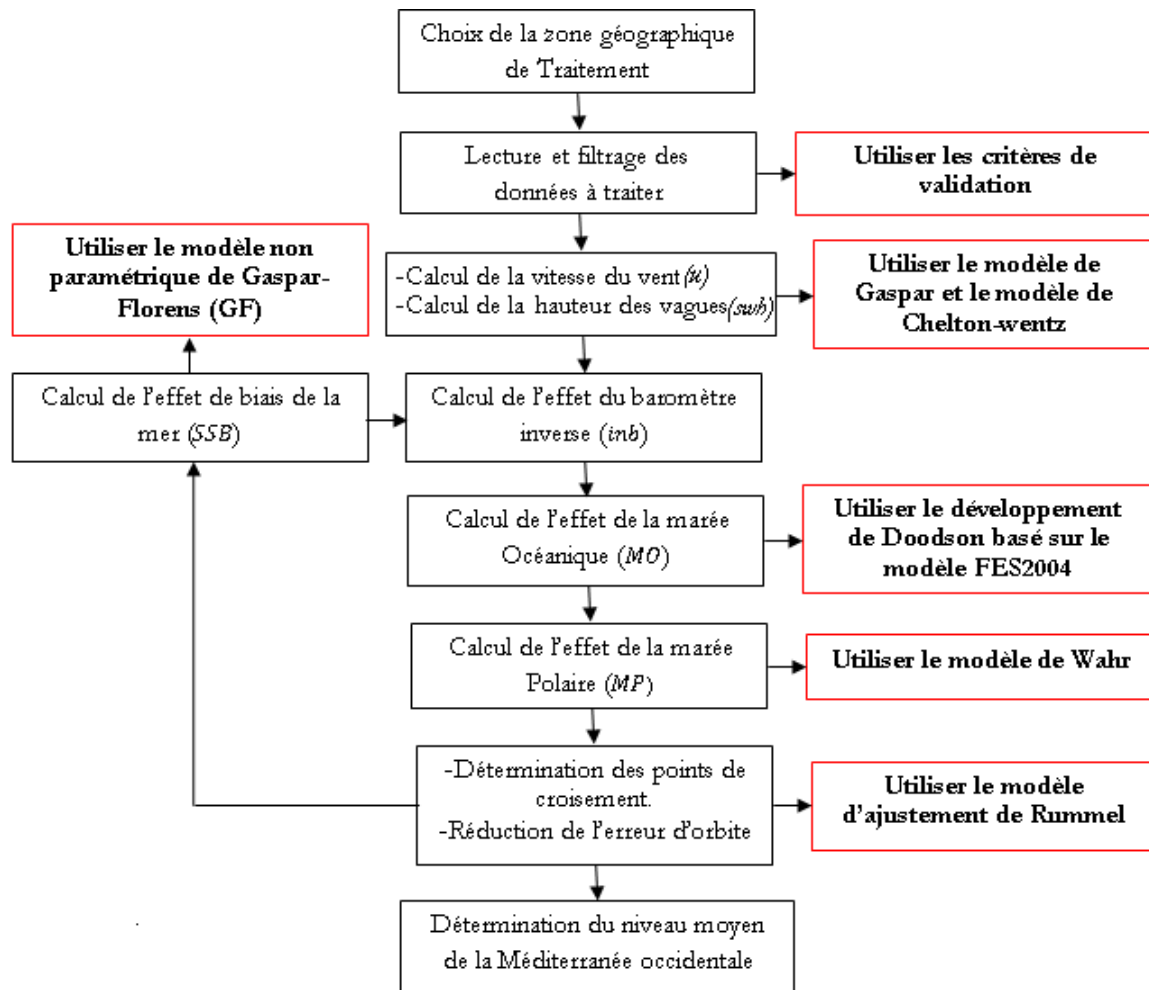 Choix de la zone géographique
de Traitement
Lecture et filtrage des
données à traiter
Utiliser les critères de
validation
Utiliser le modèle non
paramétrique de Gaspar-
Florens (GF)
-Calcul de la vitesse du vent(u)
-Calcul de la hauteur des vagues(swh)
Utiliser le modèle de
Gaspar et le modèle de
Chelton-wentz
Calcul de l'effet de biais de la
mer (SSB)
Calcul de l'effet du baromètre
inverse (inb)
Calcul de l'effet de la marée
Océanique (MO)
Utiliser le développement
de Doodson basé sur le
modèle FES2004
Calcul de l'effet de la marée
Polaire (MP)
Utiliser le modèle de Wahr
-Détermination des points de
croisement.
-Réduction de l'erreur d'orbite
Utiliser le modèle
d'ajustement de Rummel
Détermination du niveau moyen
de la Méditerranée occidentale